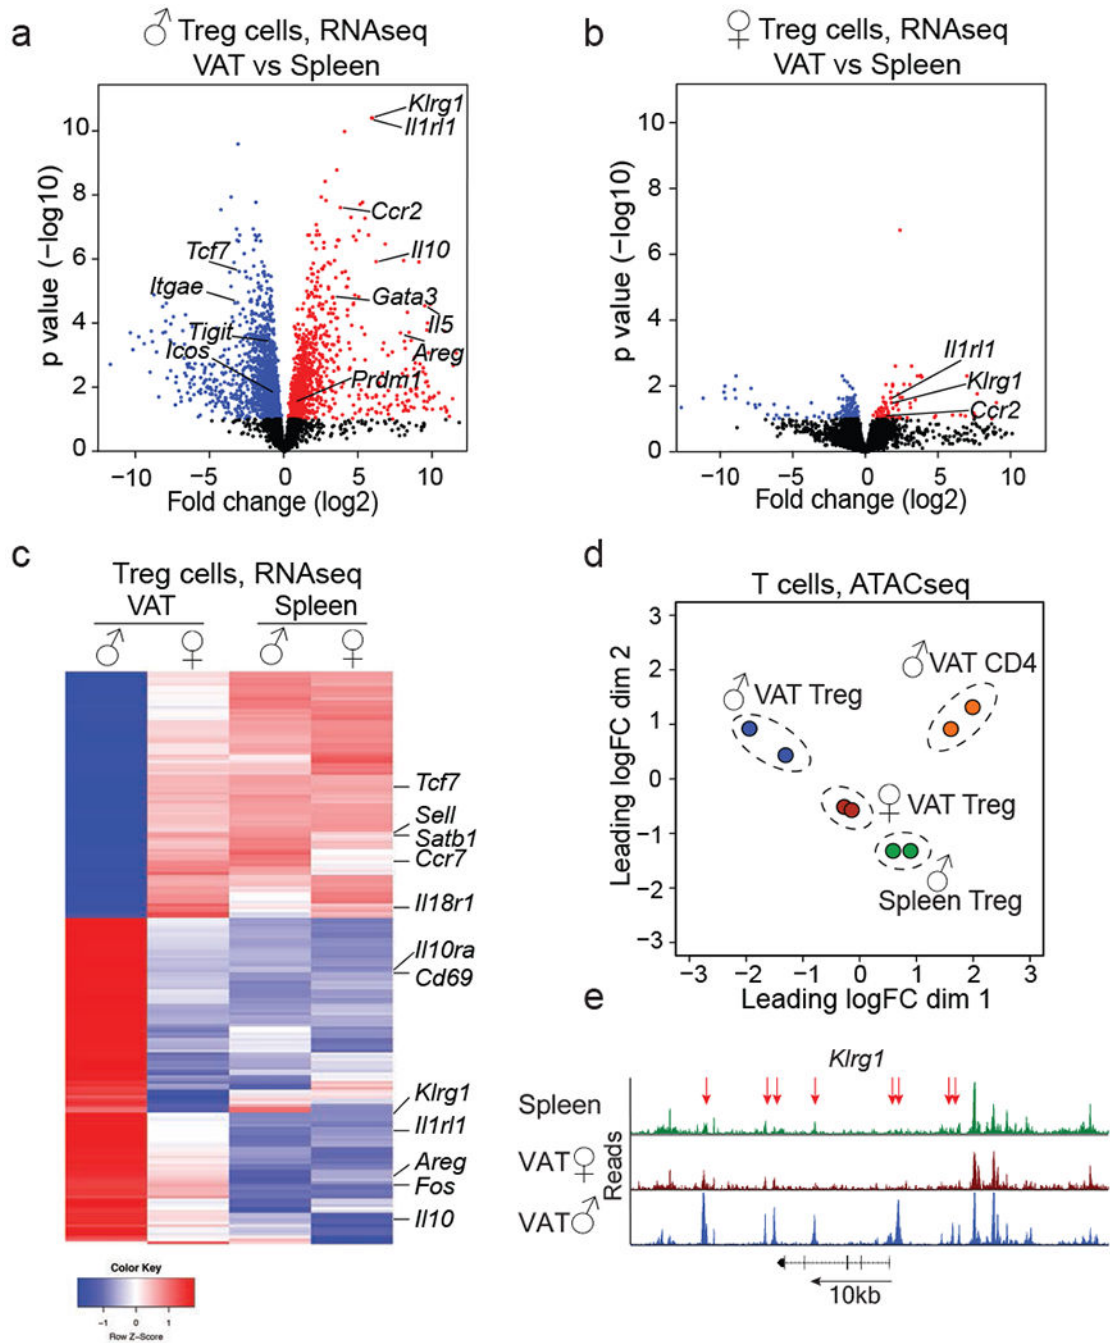 a
♂ Treg cells, RNAseq
VAT vs Spleen
p value (−log10)
10
8
6
4
2
0
−10
−5
0
5
10
Fold change (log2)
Klrg1
Il1rl1
Ccr2
Il10
Gata3
Il5
Areg
Prdm1
Tcf7
Itgae
Tigit
Icos
b
♀ Treg cells, RNAseq
VAT vs Spleen
p value (−log10)
10
8
6
4
2
0
−10
−5
0
5
10
Fold change (log2)
Il1rl1
Klrg1
Ccr2
c
Treg cells, RNAseq
VAT Spleen
♂ ♀ ♂ ♀
Tcf7
Sell
Satb1
Ccr7
Il18r1
Il10ra
Cd69
Klrg1
Il1rl1
Areg
Fos
Il10
Color Key
−1 0 1
Row Z−Score
d
T cells, ATACseq
Leading logFC dim 2
3
2
1
0
−1
−2
−3
−3 −2 −1 0 1 2 3
Leading logFC dim 1
♂ VAT CD4
♂ VAT Treg
♀ VAT Treg
♂
Spleen Treg
e
Klrg1
Spleen
VAT♀
VAT♂
Reads
10kb